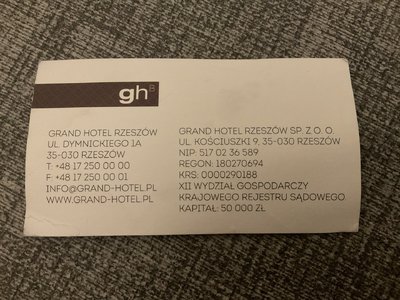 ghB
GRAND HOTEL RZESZÓW
UL. DYMNICKIEGO 1A
35-030 RZESZÓW
T: +48 17 250 00 00
F: +48 17 250 00 01
INFO@GRAND-HOTEL.PL
WWW.GRAND-HOTEL.PL
GRAND HOTEL RZESZÓW SP. Z O. O.
UL. KOŚCIUSZKI 9, 35-030 RZESZÓW
NIP: 517 02 36 589
REGON: 180270694
KRS: 0000290188
XII WYDZIAŁ GOSPODARCZY
KRAJOWEGO REJESTRU SĄDOWEGO
KAPITAŁ: 50 000 ZŁ